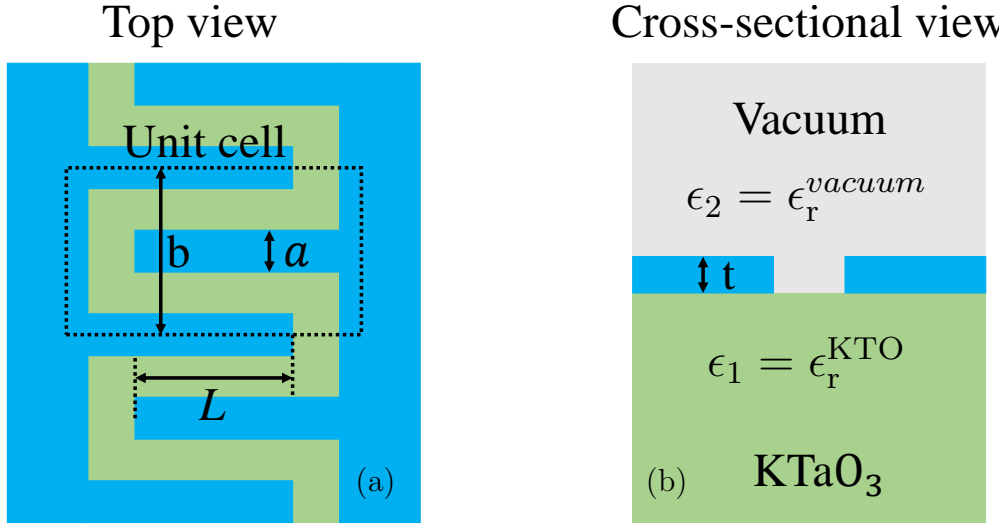 Top view
Unit cell
b
a
L
(a)
Cross-sectional view
Vacuum
ϵ₂ = ϵᵣ^vacuum
t
ϵ₁ = ϵᵣ^KTO
KTaO₃
(b)